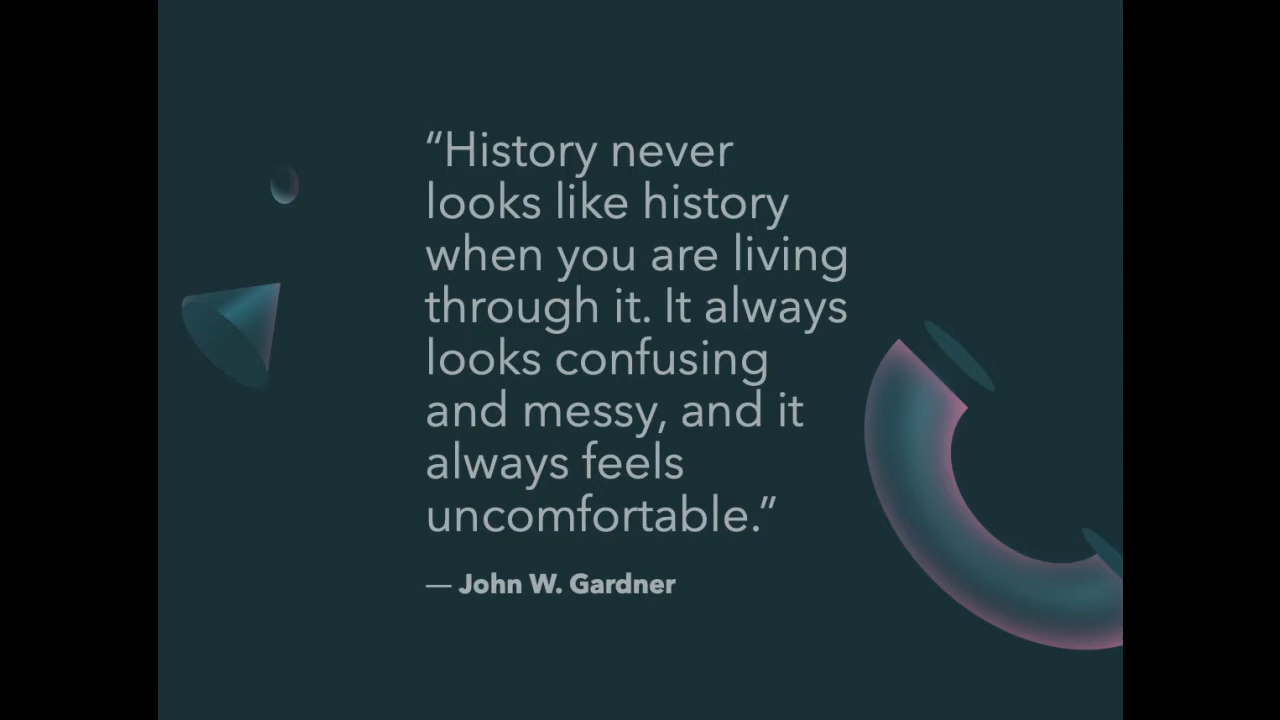 “History never
looks like history
when you are living
through it. It always
looks confusing
and messy, and it
always feels
uncomfortable.”
— John W. Gardner